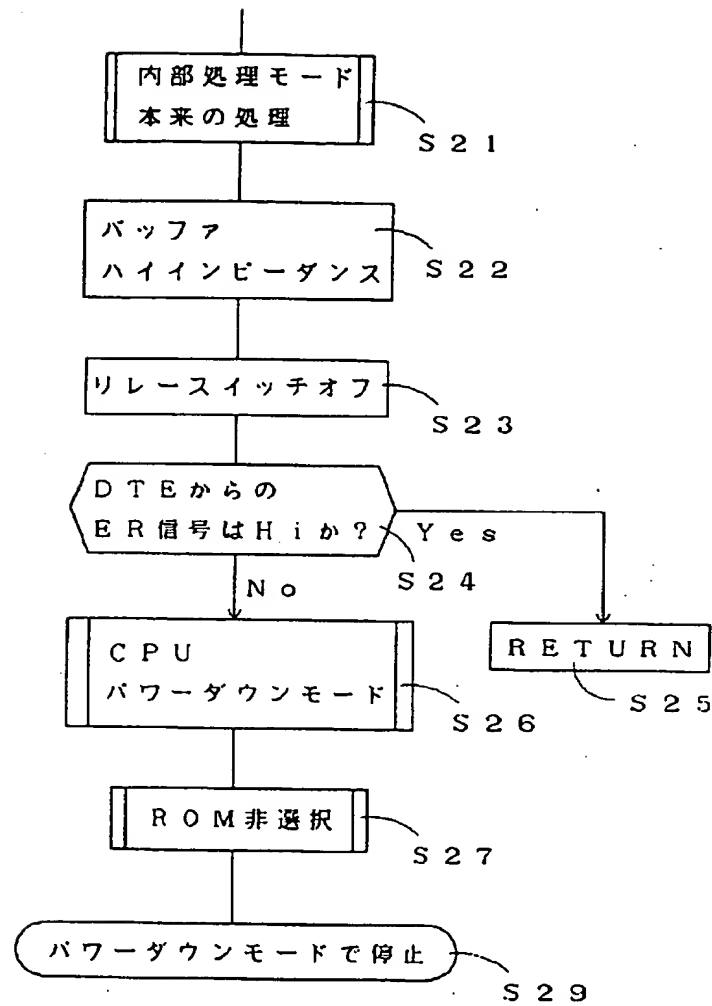 内部処理モード
本来の処理
S21
バッファ
ハイインピーダンス
S22
リレースイッチオフ
S23
DTEからの
ER信号はHiか?
S24
Yes
No
RETURN
S25
CPU
パワーダウンモード
S26
ROM非選択
S27
パワーダウンモードで停止
S29